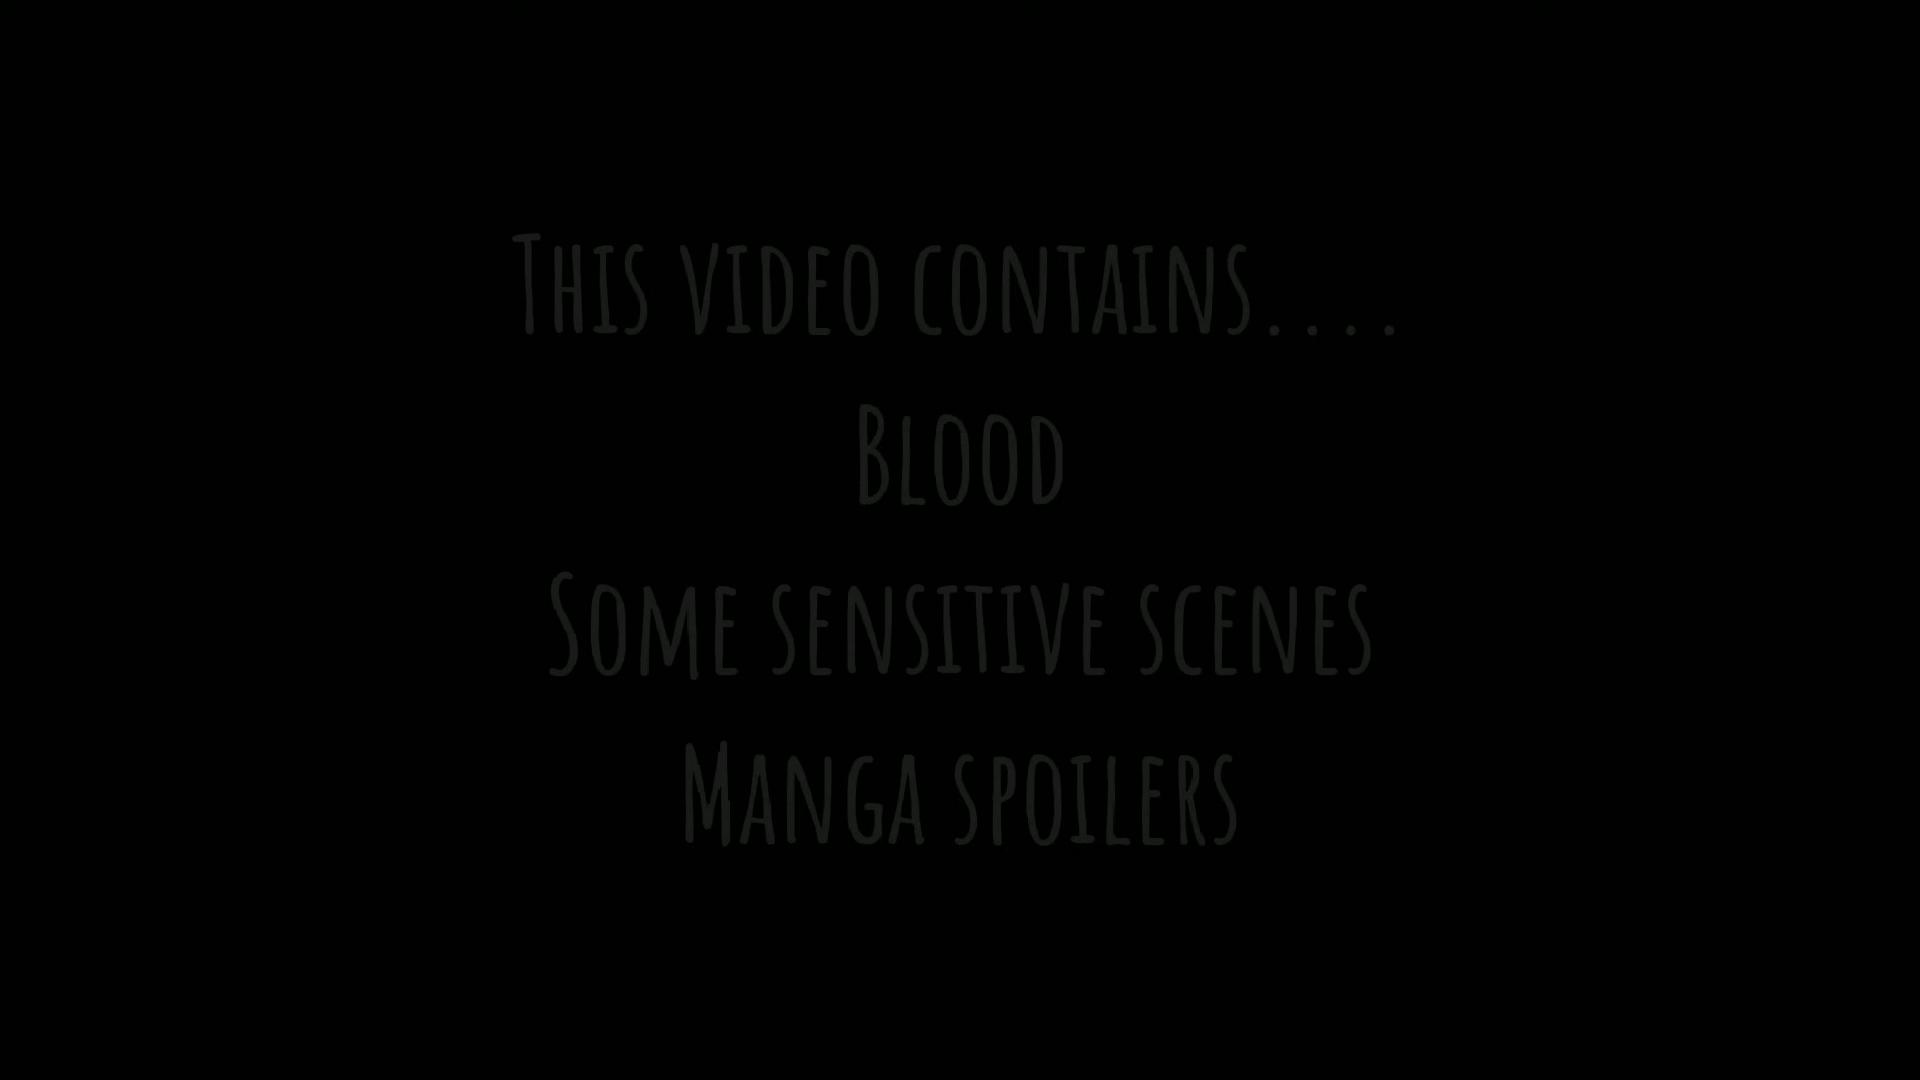 This video contains....
Blood
Some sensitive scenes
Manga spoilers